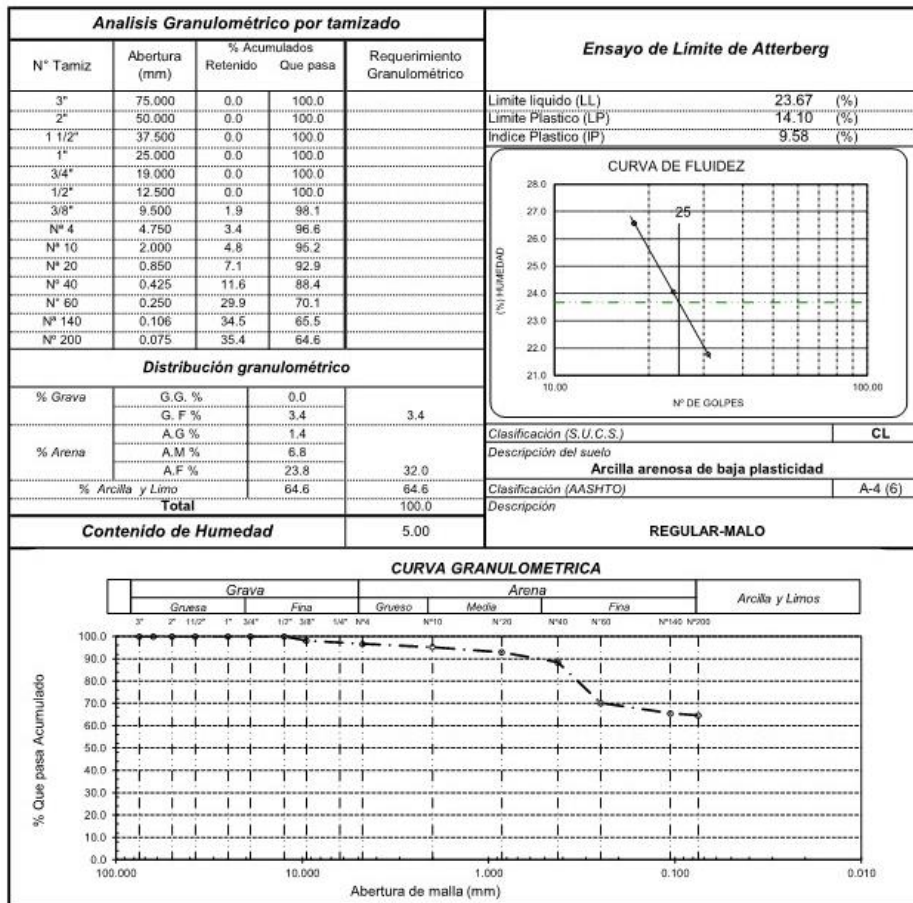 Analisis Granulométrico por tamizado
N° Tamiz Abertura (mm) % Acumulados Retenido Que pasa Requerimiento Granulométrico
3" 75.000 0.0 100.0
2" 50.000 0.0 100.0
1 1/2" 37.500 0.0 100.0
1" 25.000 0.0 100.0
3/4" 19.000 0.0 100.0
1/2" 12.500 0.0 100.0
3/8" 9.500 1.9 98.1
Nª 4 4.750 3.4 96.6
Nª 10 2.000 4.8 95.2
Nª 20 0.850 7.1 92.9
Nº 40 0.425 11.6 88.4
N° 60 0.250 29.9 70.1
Nª 140 0.106 34.5 65.5
Nº 200 0.075 35.4 64.6
Distribución granulométrico
% Grava G.G. % 0.0
G. F % 3.4 3.4
% Arena A.G % 1.4
A.M % 6.8
A.F % 23.8 32.0
% Arcilla y Limo 64.6 64.6
Total 100.0
Contenido de Humedad 5.00
Ensayo de Límite de Atterberg
Limite liquido (LL) 23.67 (%)
Limite Plastico (LP) 14.10 (%)
Indice Plastico (IP) 9.58 (%)
CURVA DE FLUIDEZ
28.0
27.0
26.0
25.0
24.0
23.0
22.0
21.0
25
(%) HUMEDAD
10.00 100.00
Nº DE GOLPES
Clasificación (S.U.C.S.) CL
Descripción del suelo
Arcilla arenosa de baja plasticidad
Clasificación (AASHTO) A-4 (6)
Descripción
REGULAR-MALO
CURVA GRANULOMETRICA
Grava Arena Arcilla y Limos
Gruesa Fina Grueso Media Fina
3" 2" 11/2" 1" 3/4" 1/2" 3/8" 1/4" N°4 N°10 N°20 N°40 N°60 N°140 N°200
100.0
90.0
80.0
70.0
60.0
50.0
40.0
30.0
20.0
10.0
0.0
% Que pasa Acumulado
100.000 10.000 1.000 0.100 0.010
Abertura de malla (mm)